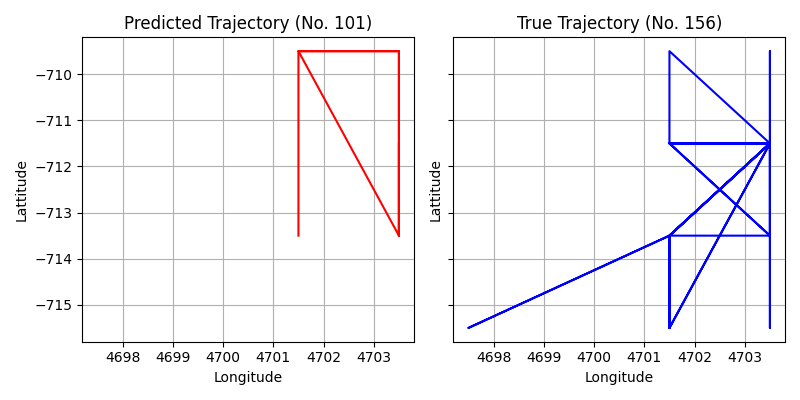 Predicted Trajectory (No. 101)
True Trajectory (No. 156)
−710
−711
−712
−713
−714
−715
Lattitude
Lattitude
4698 4699 4700 4701 4702 4703
4698 4699 4700 4701 4702 4703
Longitude
Longitude